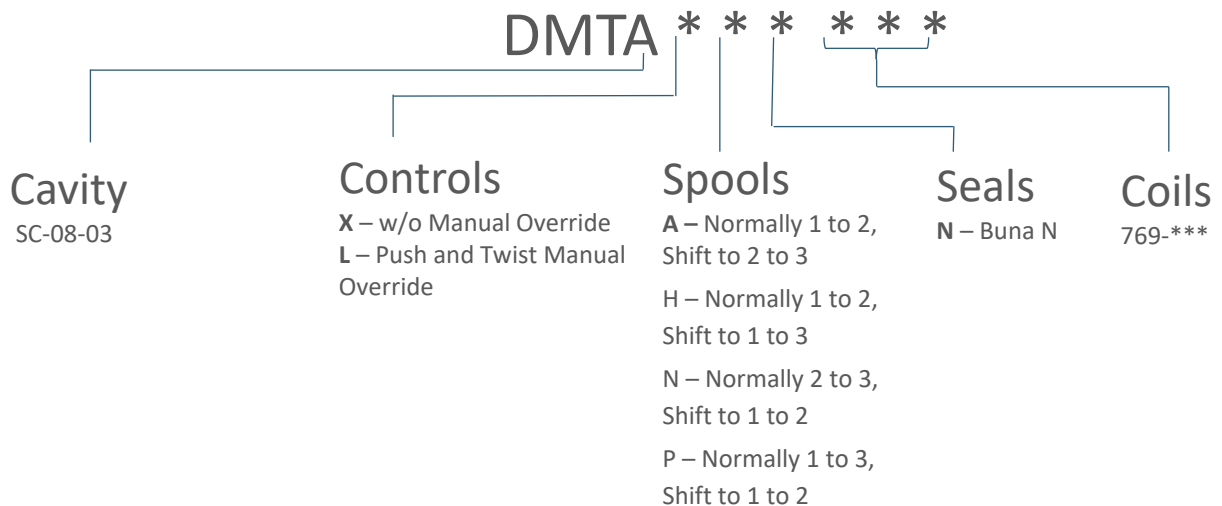 DMTA * * * * * *
Cavity
SC-08-03
Controls
X – w/o Manual Override
L – Push and Twist Manual
Override
Spools
A – Normally 1 to 2,
Shift to 2 to 3
H – Normally 1 to 2,
Shift to 1 to 3
N – Normally 2 to 3,
Shift to 1 to 2
P – Normally 1 to 3,
Shift to 1 to 2
Seals
N – Buna N
Coils
769-***